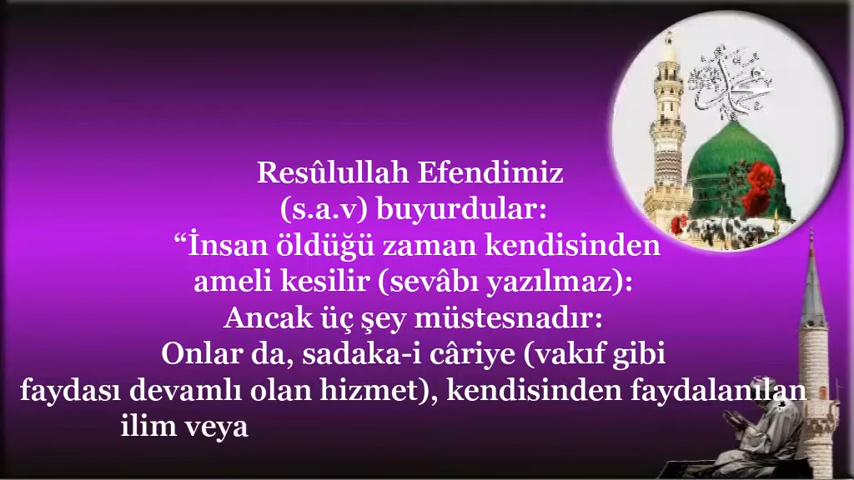 محمد
Resûlullah Efendimiz
(s.a.v) buyurdular:
“İnsan öldüğü zaman kendisinden
ameli kesilir (sevâbı yazılmaz):
Ancak üç şey müstesnadır:
Onlar da, sadaka-i câriye (vakıf gibi
faydası devamlı olan hizmet), kendisinden faydalanılan
ilim veya